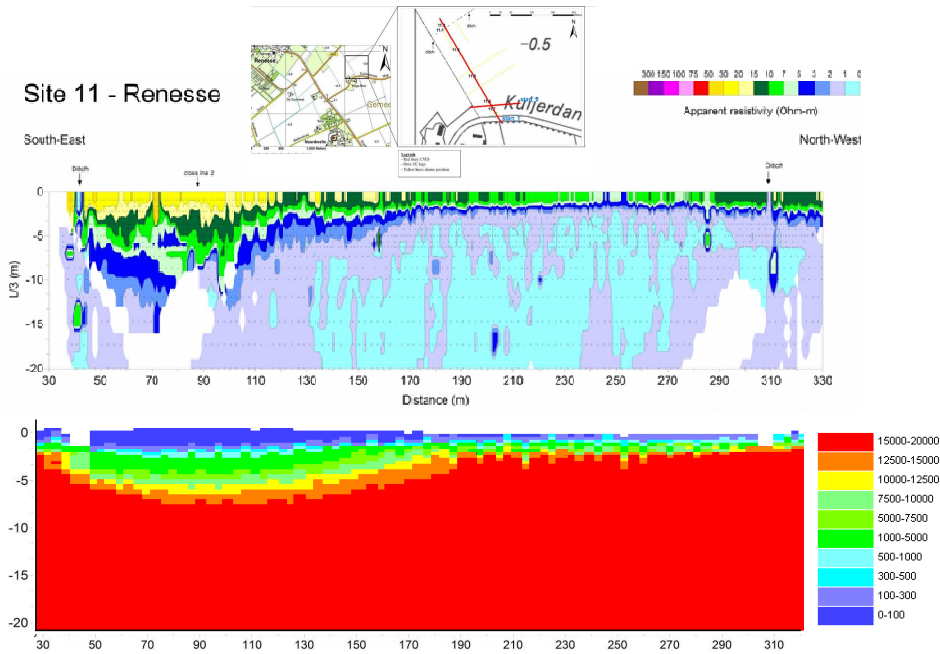 Site 11 - Renesse
South-East
Renesse
N
ditch
ditch
-0.5
N
Kuijerdan
start 2
start 1
Legends
300 150 100 75 50 30 20 15 10 7 5
Apparent resistivity (Ohm-m)
North-West
Ditch
cross line 2
Ditch
L/3 (m)
0
-5
-10
-15
-20
30 50 70 90 110 130 150 170 190 210 230 250 270 290 310 330
Distance (m)
0
-5
-10
-15
-20
30 50 70 90 110 130 150 170 190 210 230 250 270 290 310
15000-20000
12500-15000
10000-12500
7500-10000
5000-7500
1000-5000
500-1000
300-500
100-300
0-100